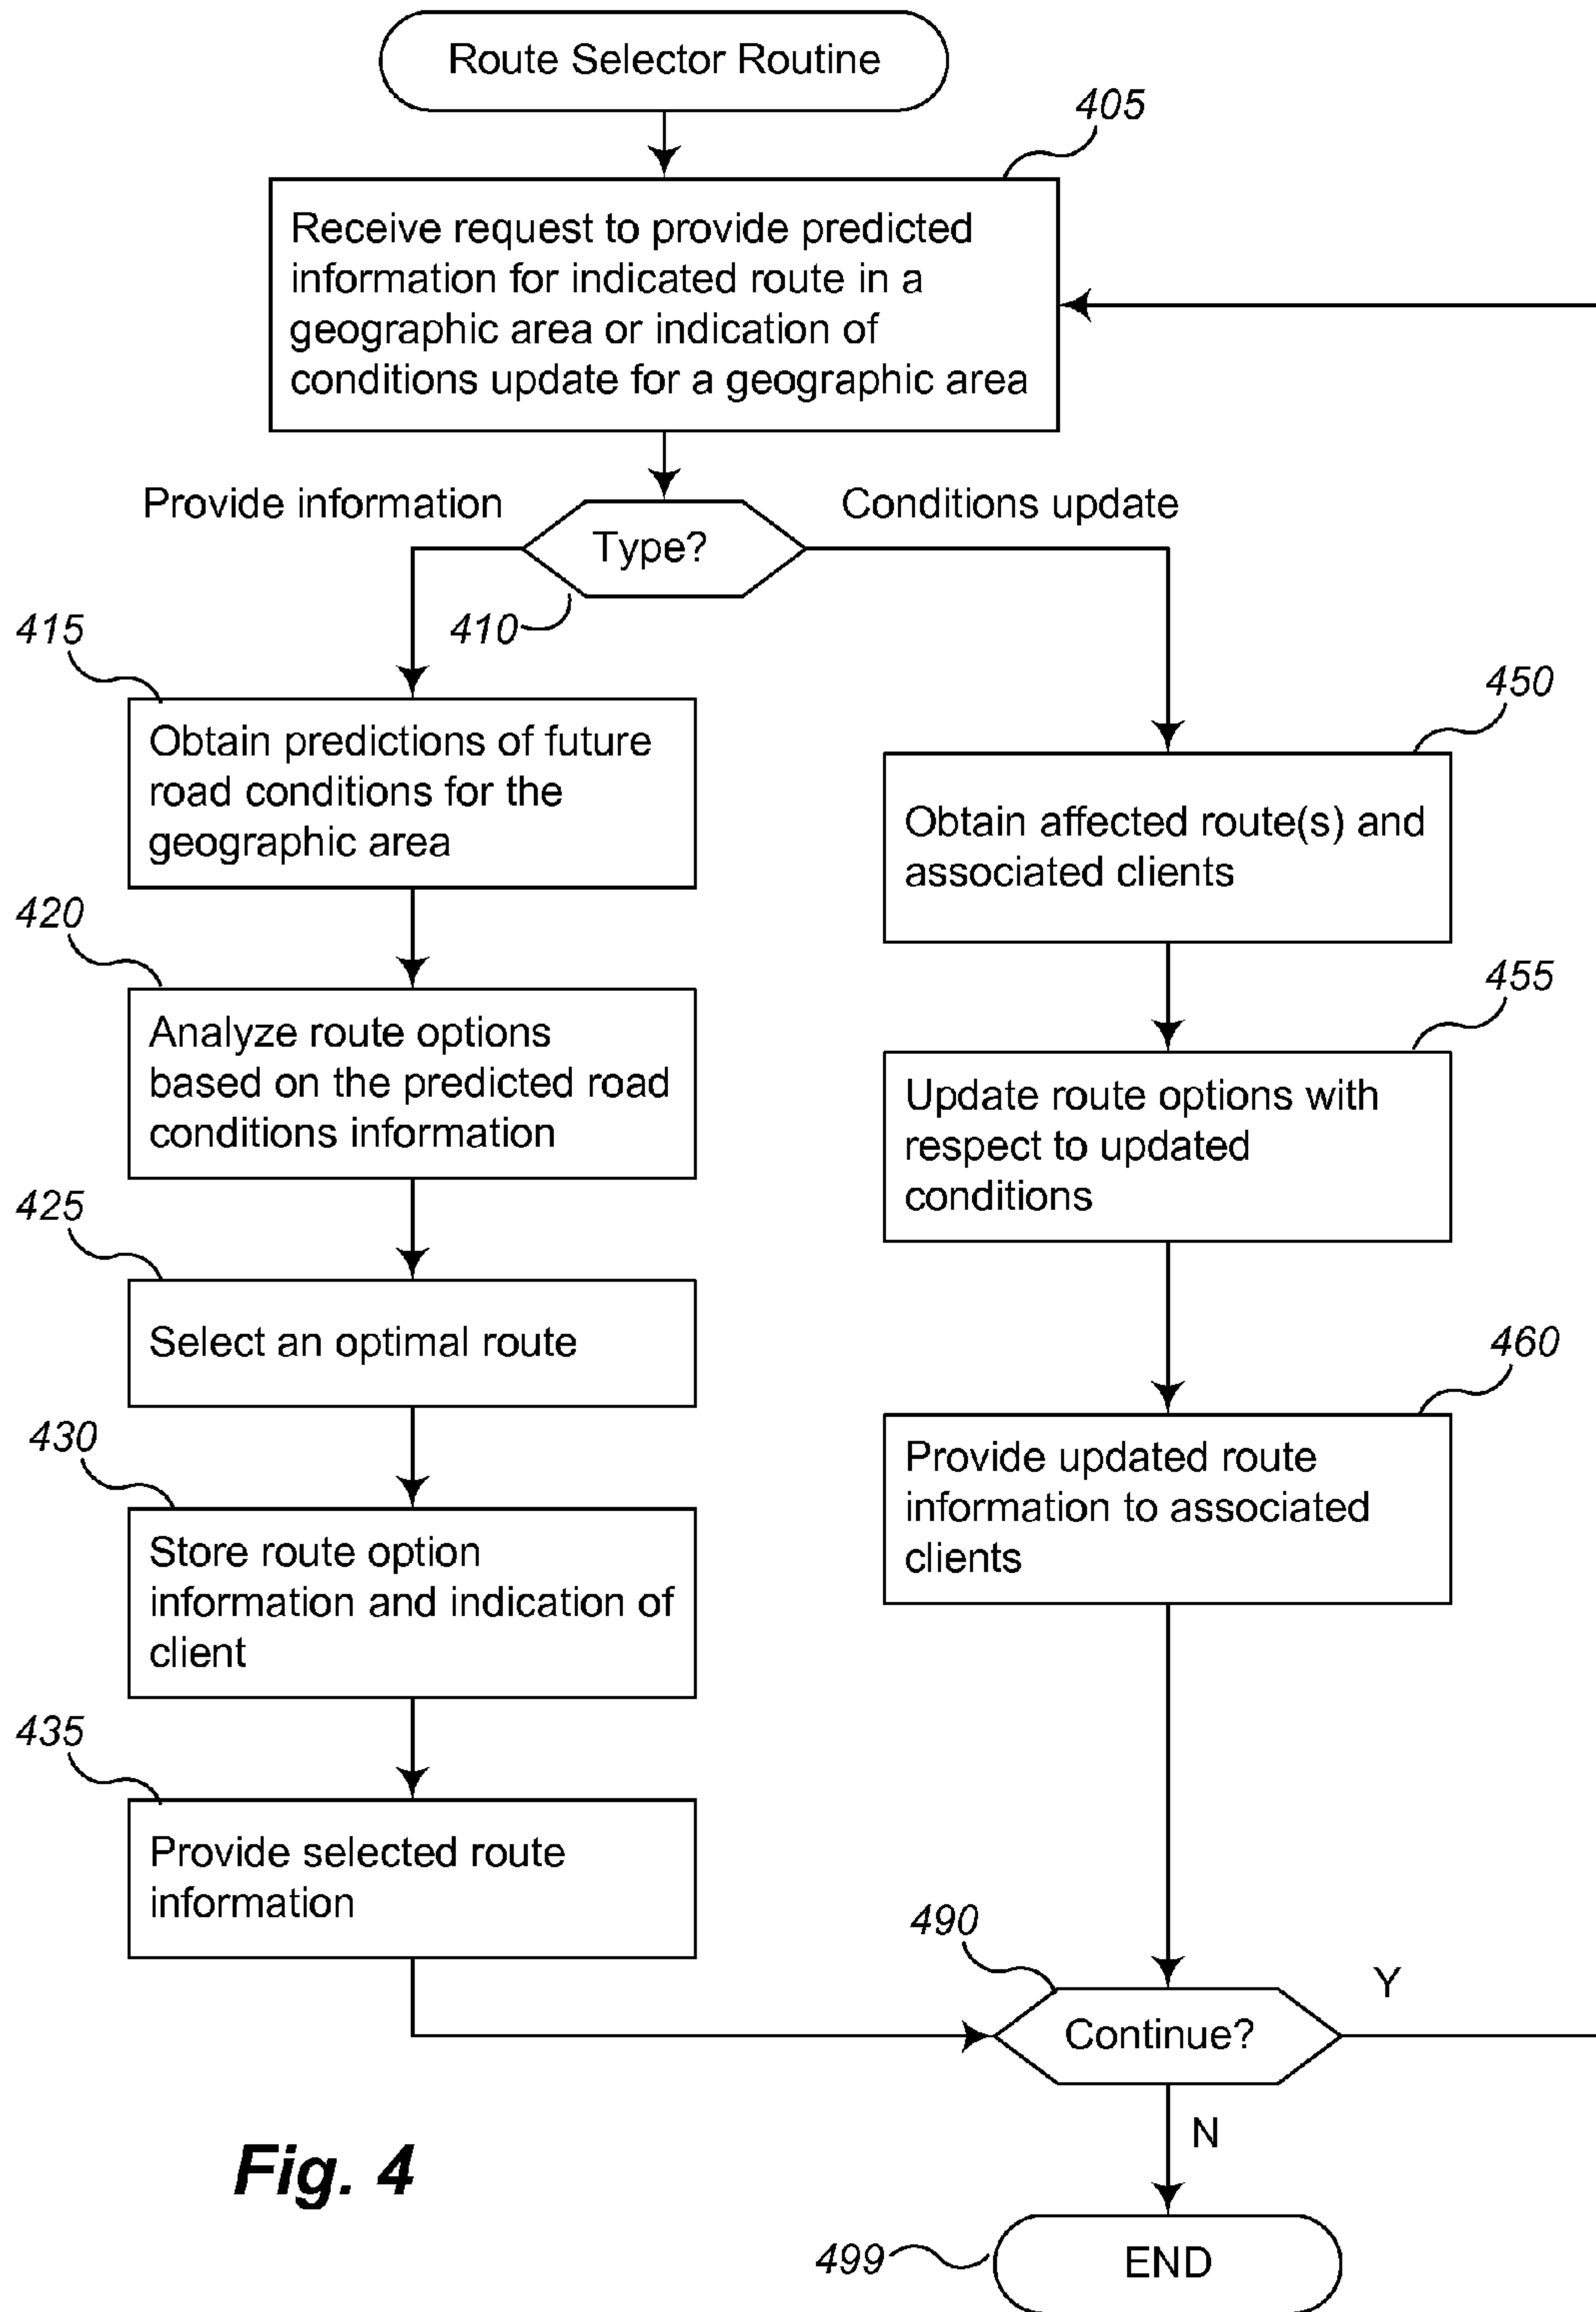 Route Selector Routine
405
Receive request to provide predicted
information for indicated route in a
geographic area or indication of
conditions update for a geographic area
Provide information
Conditions update
Type?
410
415
Obtain predictions of future
road conditions for the
geographic area
450
Obtain affected route(s) and
associated clients
420
Analyze route options
based on the predicted road
conditions information
455
Update route options with
respect to updated
conditions
425
Select an optimal route
460
Provide updated route
information to associated
clients
430
Store route option
information and indication of
client
435
Provide selected route
information
490
Continue?
Y
N
Fig. 4
499
END